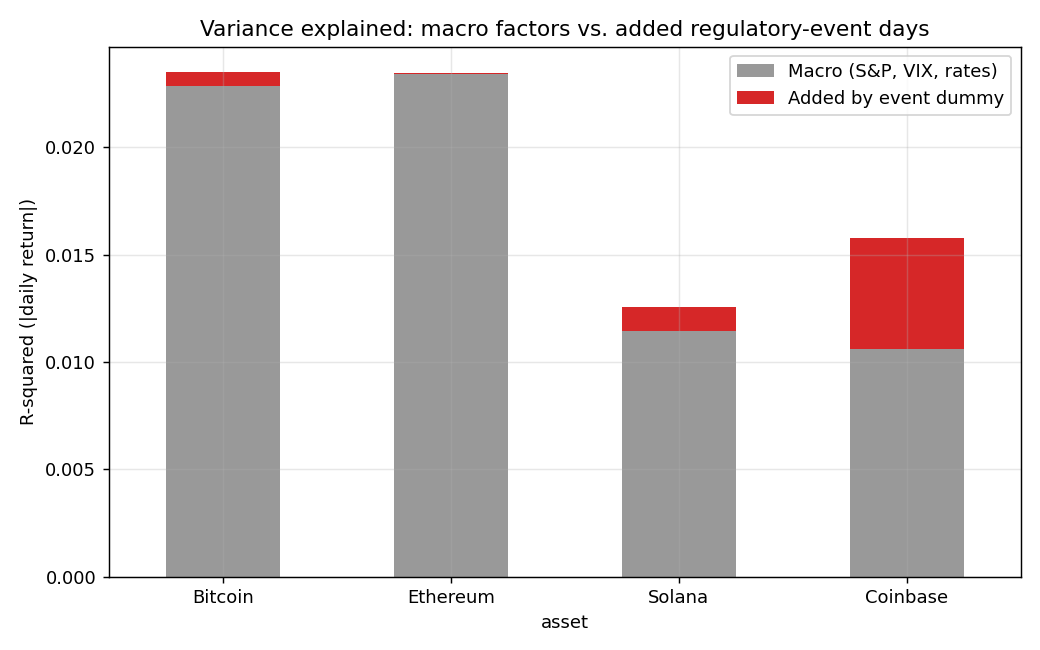 Variance explained: macro factors vs. added regulatory-event days
Macro (S&P, VIX, rates)
Added by event dummy
R-squared (|daily return|)
0.020
0.015
0.010
0.005
0.000
Bitcoin Ethereum Solana Coinbase
asset